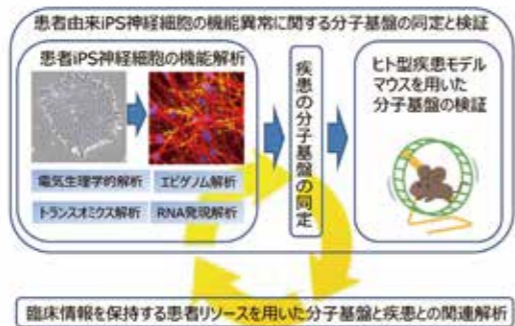 患者由来iPS神経細胞の機能異常に関する分子基盤の同定と検証
患者iPS神経細胞の機能解析
電気生理学的解析
エピゲノム解析
トランスオミクス解析
RNA発現解析
疾患の分子基盤の同定
ヒト型疾患モデル
マウスを用いた
分子基盤の検証
臨床情報を保持する患者リソースを用いた分子基盤と疾患との関連解析